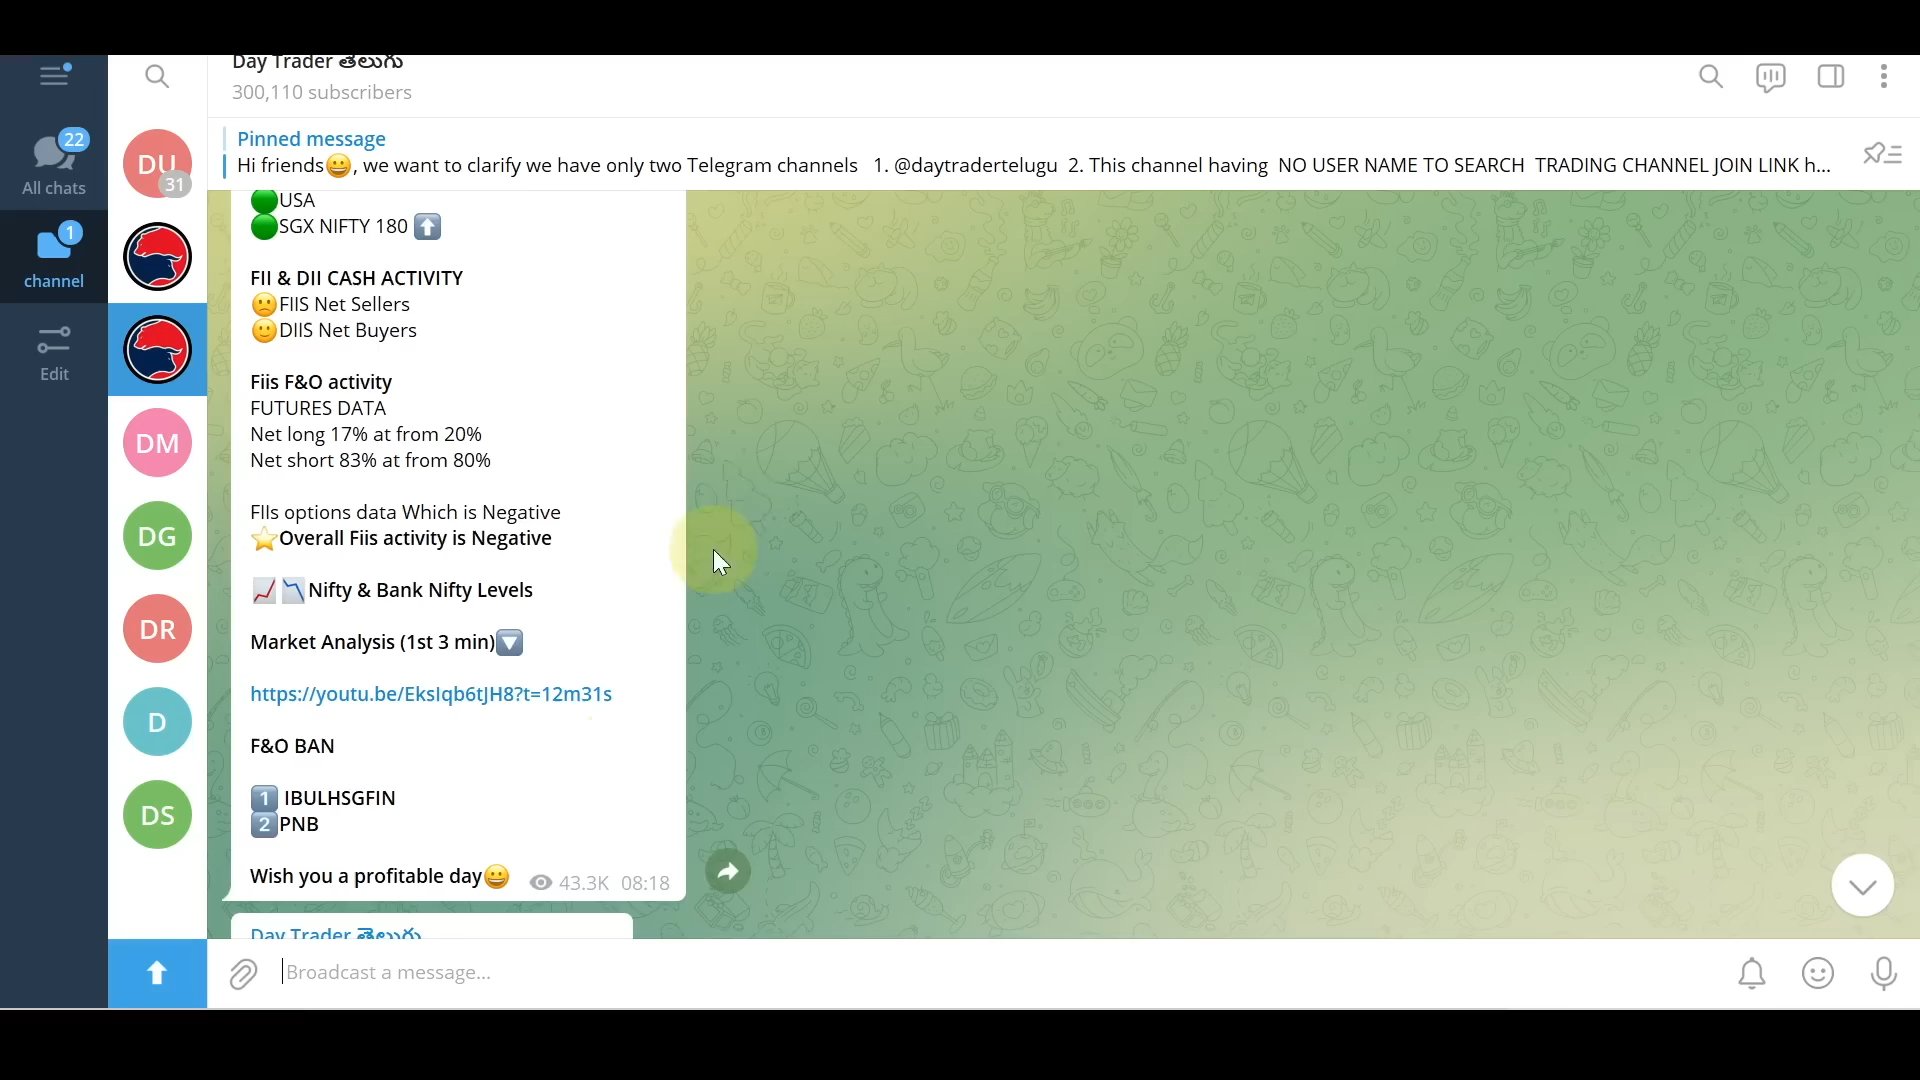 22
All chats
1
channel
Edit
DU
31
DM
DG
DR
D
DS
Day Trader తెలుగు
300,110 subscribers
Pinned message
Hi friends😀, we want to clarify we have only two Telegram channels 1. @daytradertelugu 2. This channel having NO USER NAME TO SEARCH TRADING CHANNEL JOIN LINK h...
🟢USA
🟢SGX NIFTY 180 ⬆️
FII & DII CASH ACTIVITY
🙁FIIS Net Sellers
🙂DIIS Net Buyers
Fiis F&O activity
FUTURES DATA
Net long 17% at from 20%
Net short 83% at from 80%
FIIs options data Which is Negative
⭐Overall Fiis activity is Negative
📈📉Nifty & Bank Nifty Levels
Market Analysis (1st 3 min)🔽
https://youtu.be/EksIqb6tJH8?t=12m31s
F&O BAN
1️⃣ IBULHSGFIN
2️⃣PNB
Wish you a profitable day😀 43.3K 08:18
Day Trader తెలుగు
Broadcast a message...